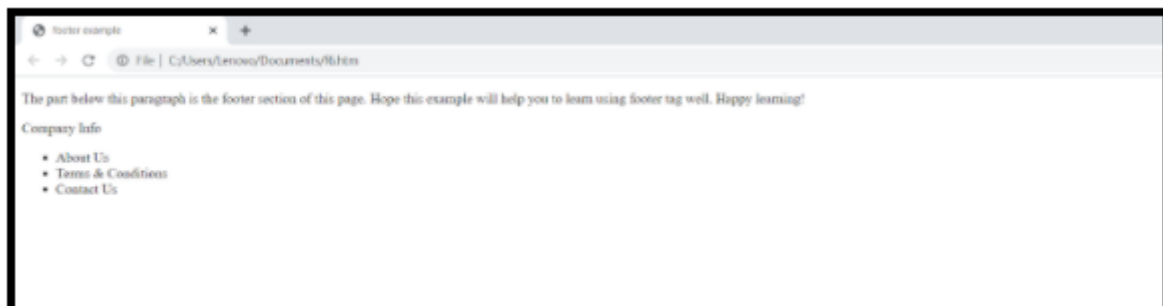 footer example
File | C:/Users/Lenovo/Documents/f6.htm
The part below this paragraph is the footer section of this page. Hope this example will help you to learn using footer tag well. Happy learning!
Company Info
• About Us
• Terms & Conditions
• Contact Us